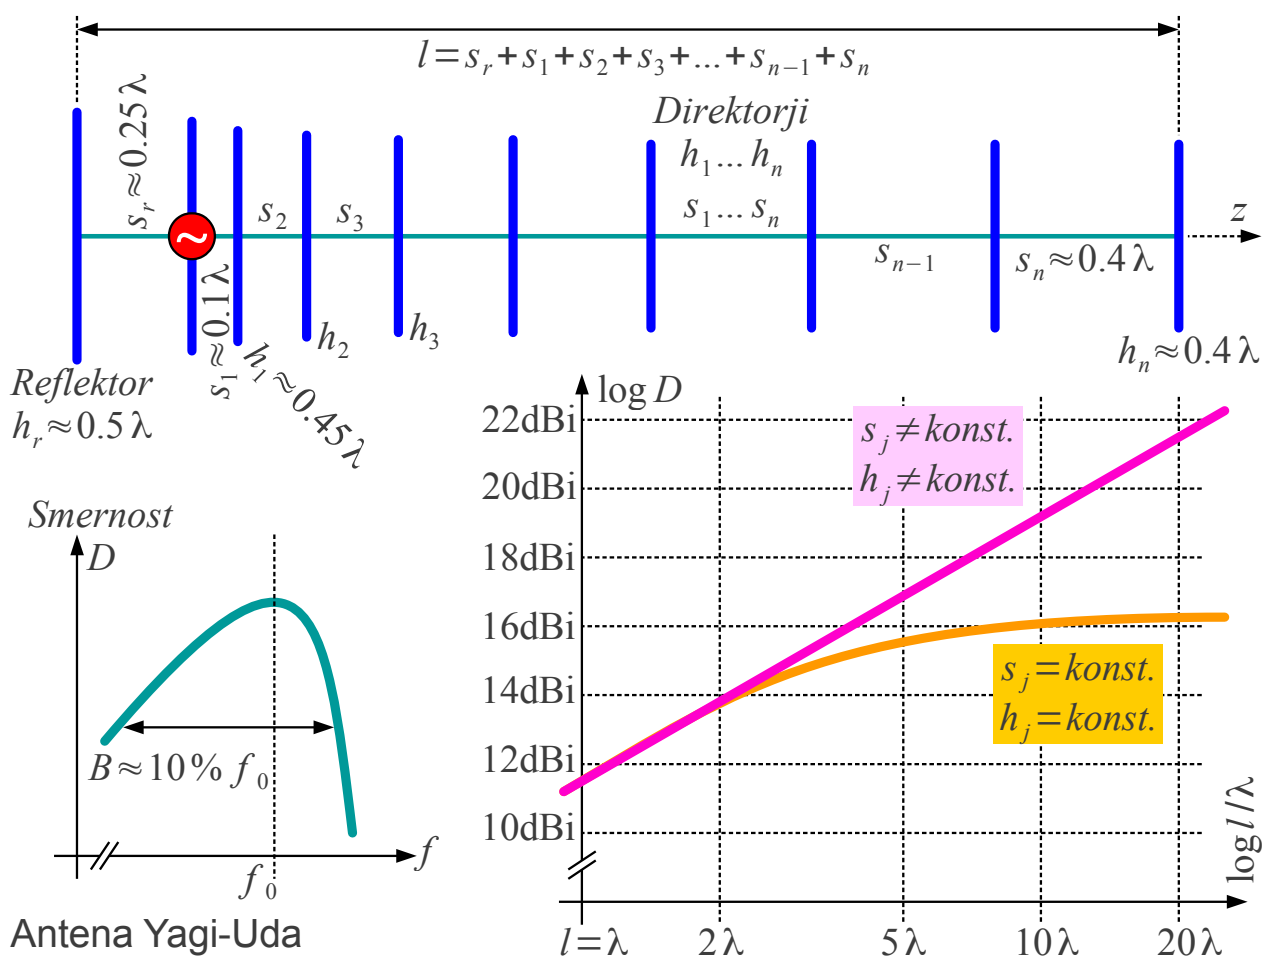 l=s_r+s_1+s_2+s_3+...+s_{n−1}+s_n
s_r≈0.25λ
Direktorji
h_1...h_n
s_1...s_n
s_2
s_3
z
s_{n−1}
s_n≈0.4λ
s_1≈0.1λ
h_1≈0.45λ
h_2
h_3
h_n≈0.4λ
Reflektor
h_r≈0.5λ
log D
22dBi
20dBi
18dBi
16dBi
14dBi
12dBi
10dBi
s_j≠konst.
h_j≠konst.
s_j=konst.
h_j=konst.
log l/λ
l=λ
2λ
5λ
10λ
20λ
Smernost
D
B≈10% f_0
f
f_0
Antena Yagi-Uda